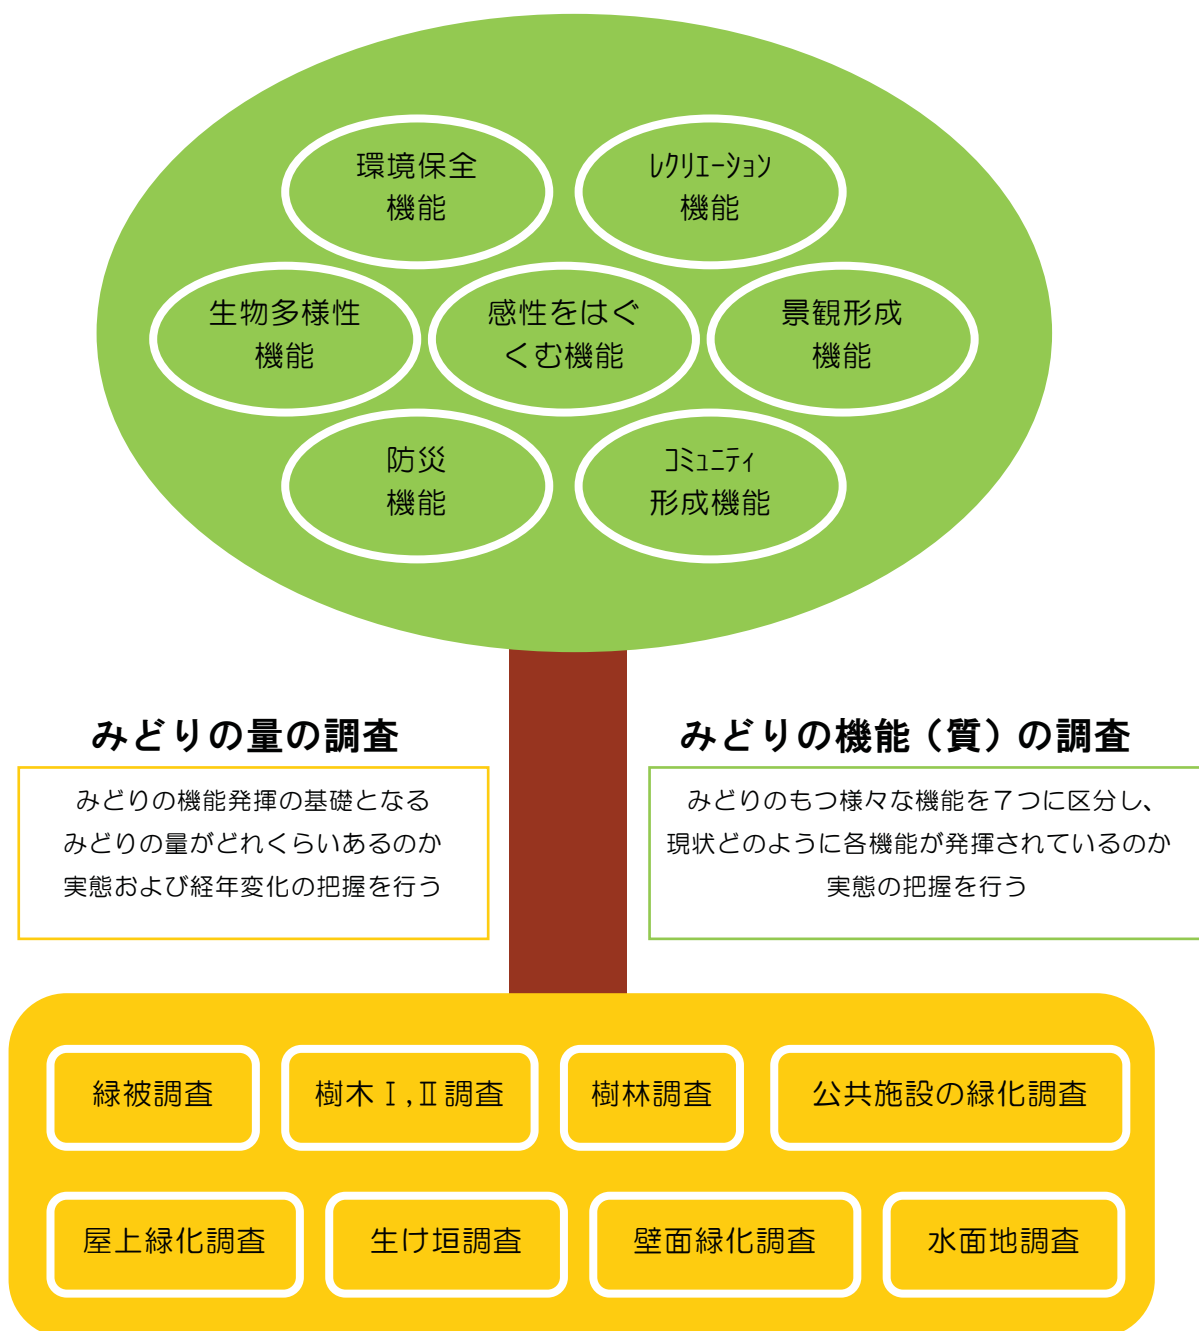 環境保全
機能
ﾚｸﾘｴｰｼｮﾝ
機能
生物多様性
機能
感性をはぐ
くむ機能
景観形成
機能
防災
機能
ｺﾐｭﾆﾃｨ
形成機能
みどりの量の調査
みどりの機能発揮の基礎となる
みどりの量がどれくらいあるのか
実態および経年変化の把握を行う
みどりの機能（質）の調査
みどりのもつ様々な機能を７つに区分し、
現状どのように各機能が発揮されているのか
実態の把握を行う
緑被調査
樹木Ⅰ,Ⅱ調査
樹林調査
公共施設の緑化調査
屋上緑化調査
生け垣調査
壁面緑化調査
水面地調査